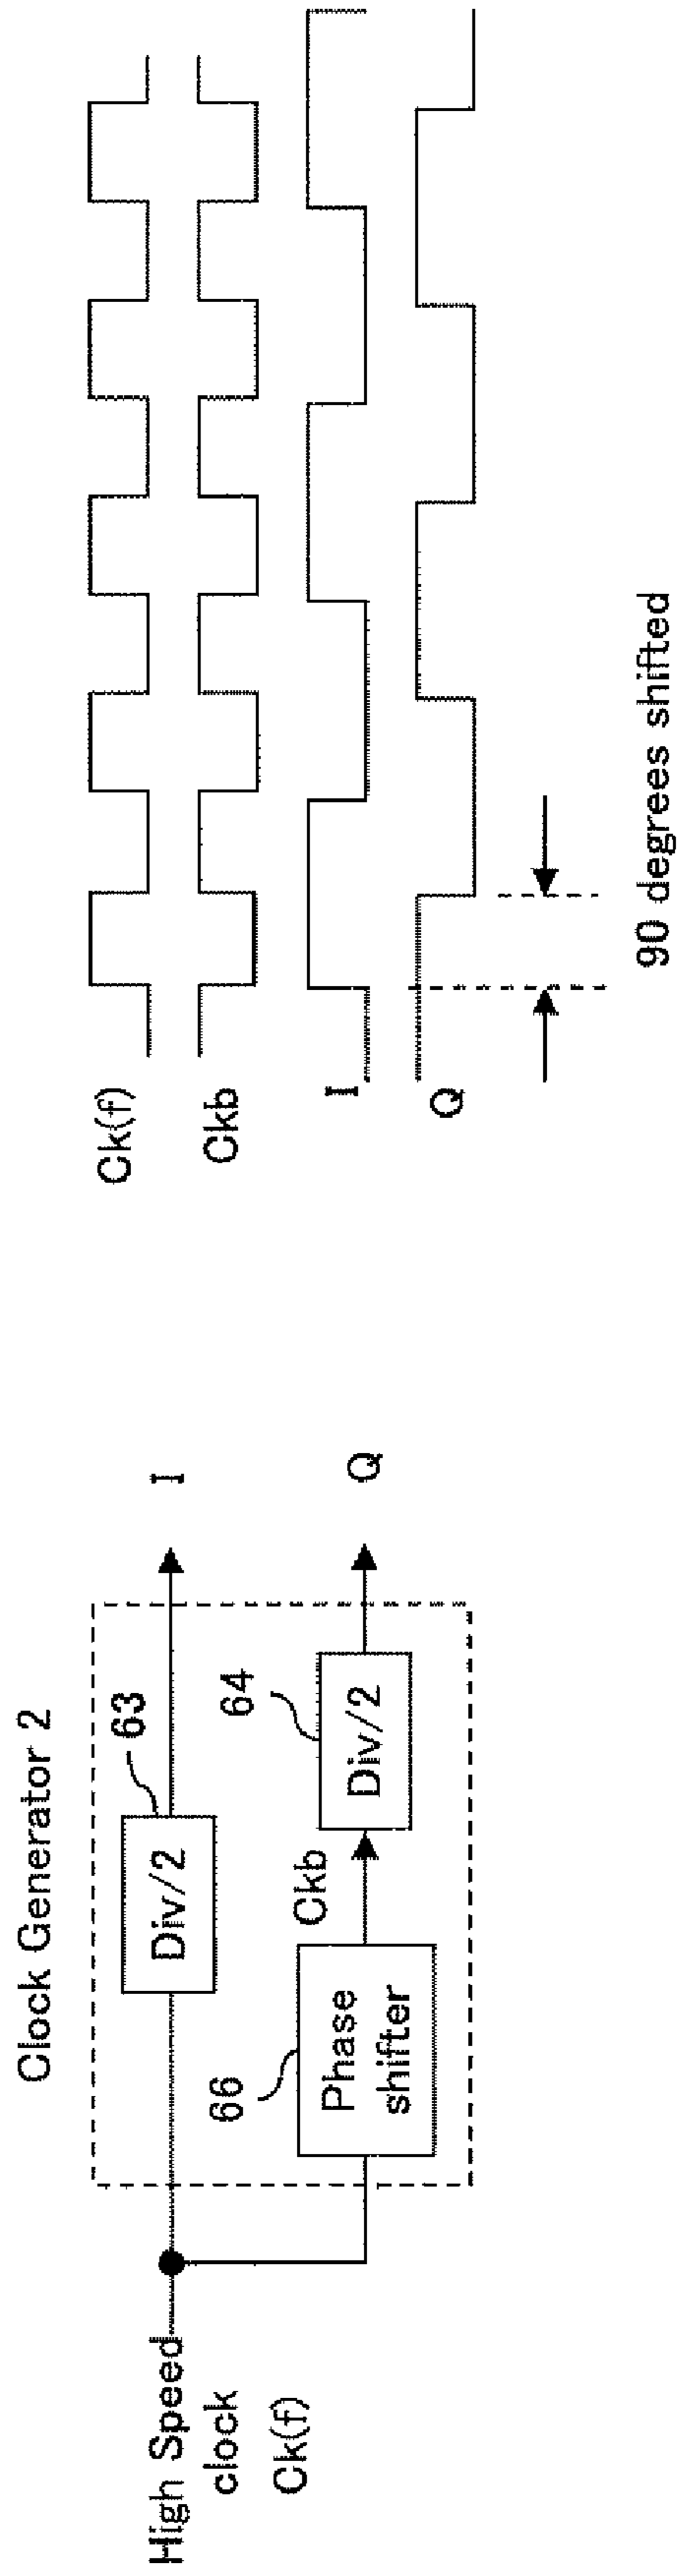 Clock Generator 2
High Speed
clock
Ck(f)
Div/2
63
I
66
Phase
shifter
Ckb
Div/2
64
Q
Ck(f)
Ckb
I
Q
90 degrees shifted